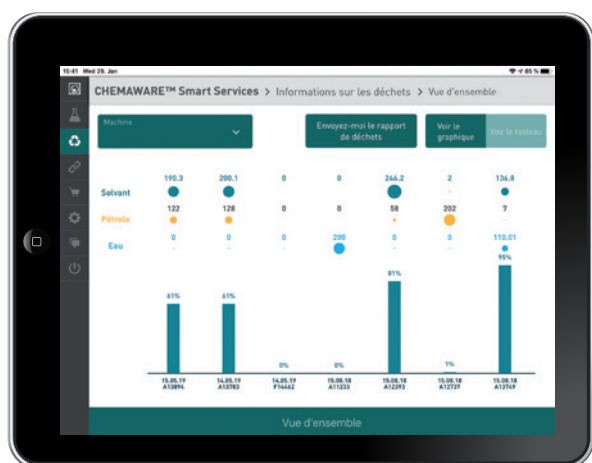 15:41 Wed 29. Jan 85 %
CHEMAWARE™ Smart Services > Informations sur les déchets > Vue d'ensemble
Machine
Envoyez-moi le rapport
de déchets
Voir le
graphique
Voir le tableau
190.3 200.1 0 0 246.2 2 136.8
Solvant
122 128 0 0 58 202 7
Pétrole
0 0 0 200 0 0 110.01
Eau
95%
81%
61% 61%
0% 0% 1%
15.05.19 14.05.19 14.05.19 15.08.18 15.08.18 15.08.18 15.08.18
A13894 A13783 F14462 A11233 A12393 A12737 A13749
Vue d'ensemble